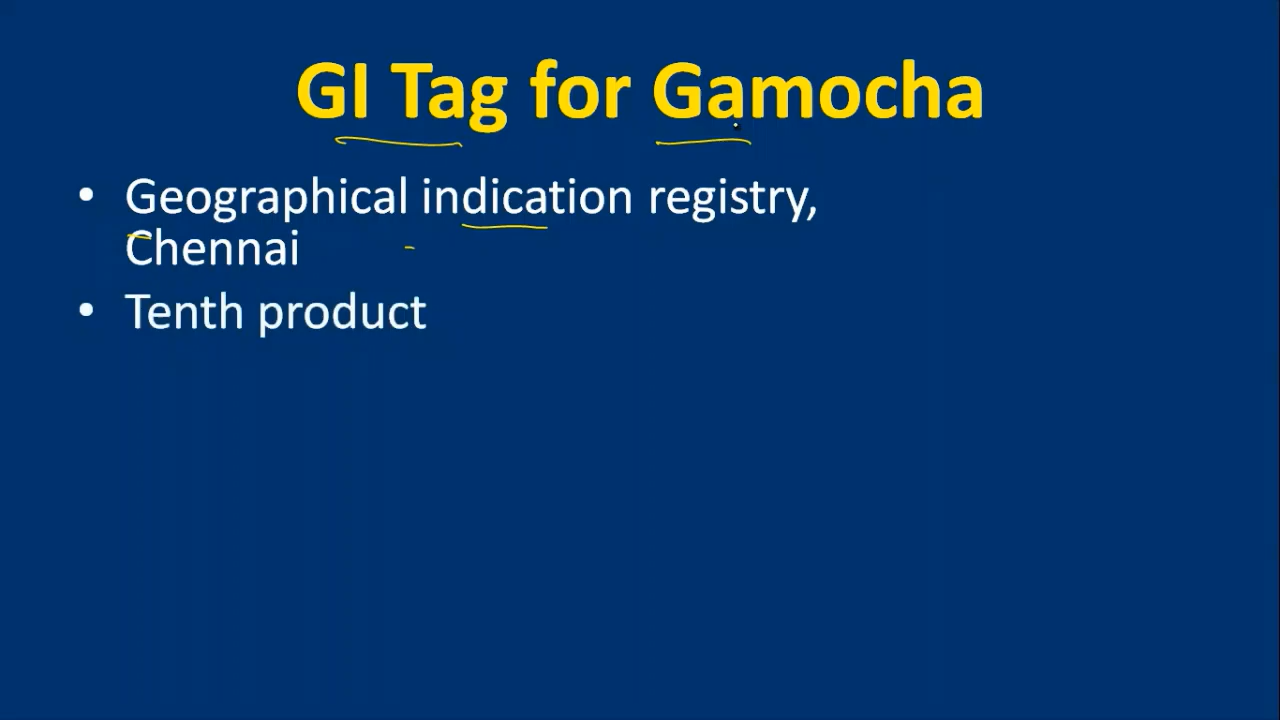 GI Tag for Gamocha
• Geographical indication registry,
Chennai
• Tenth product